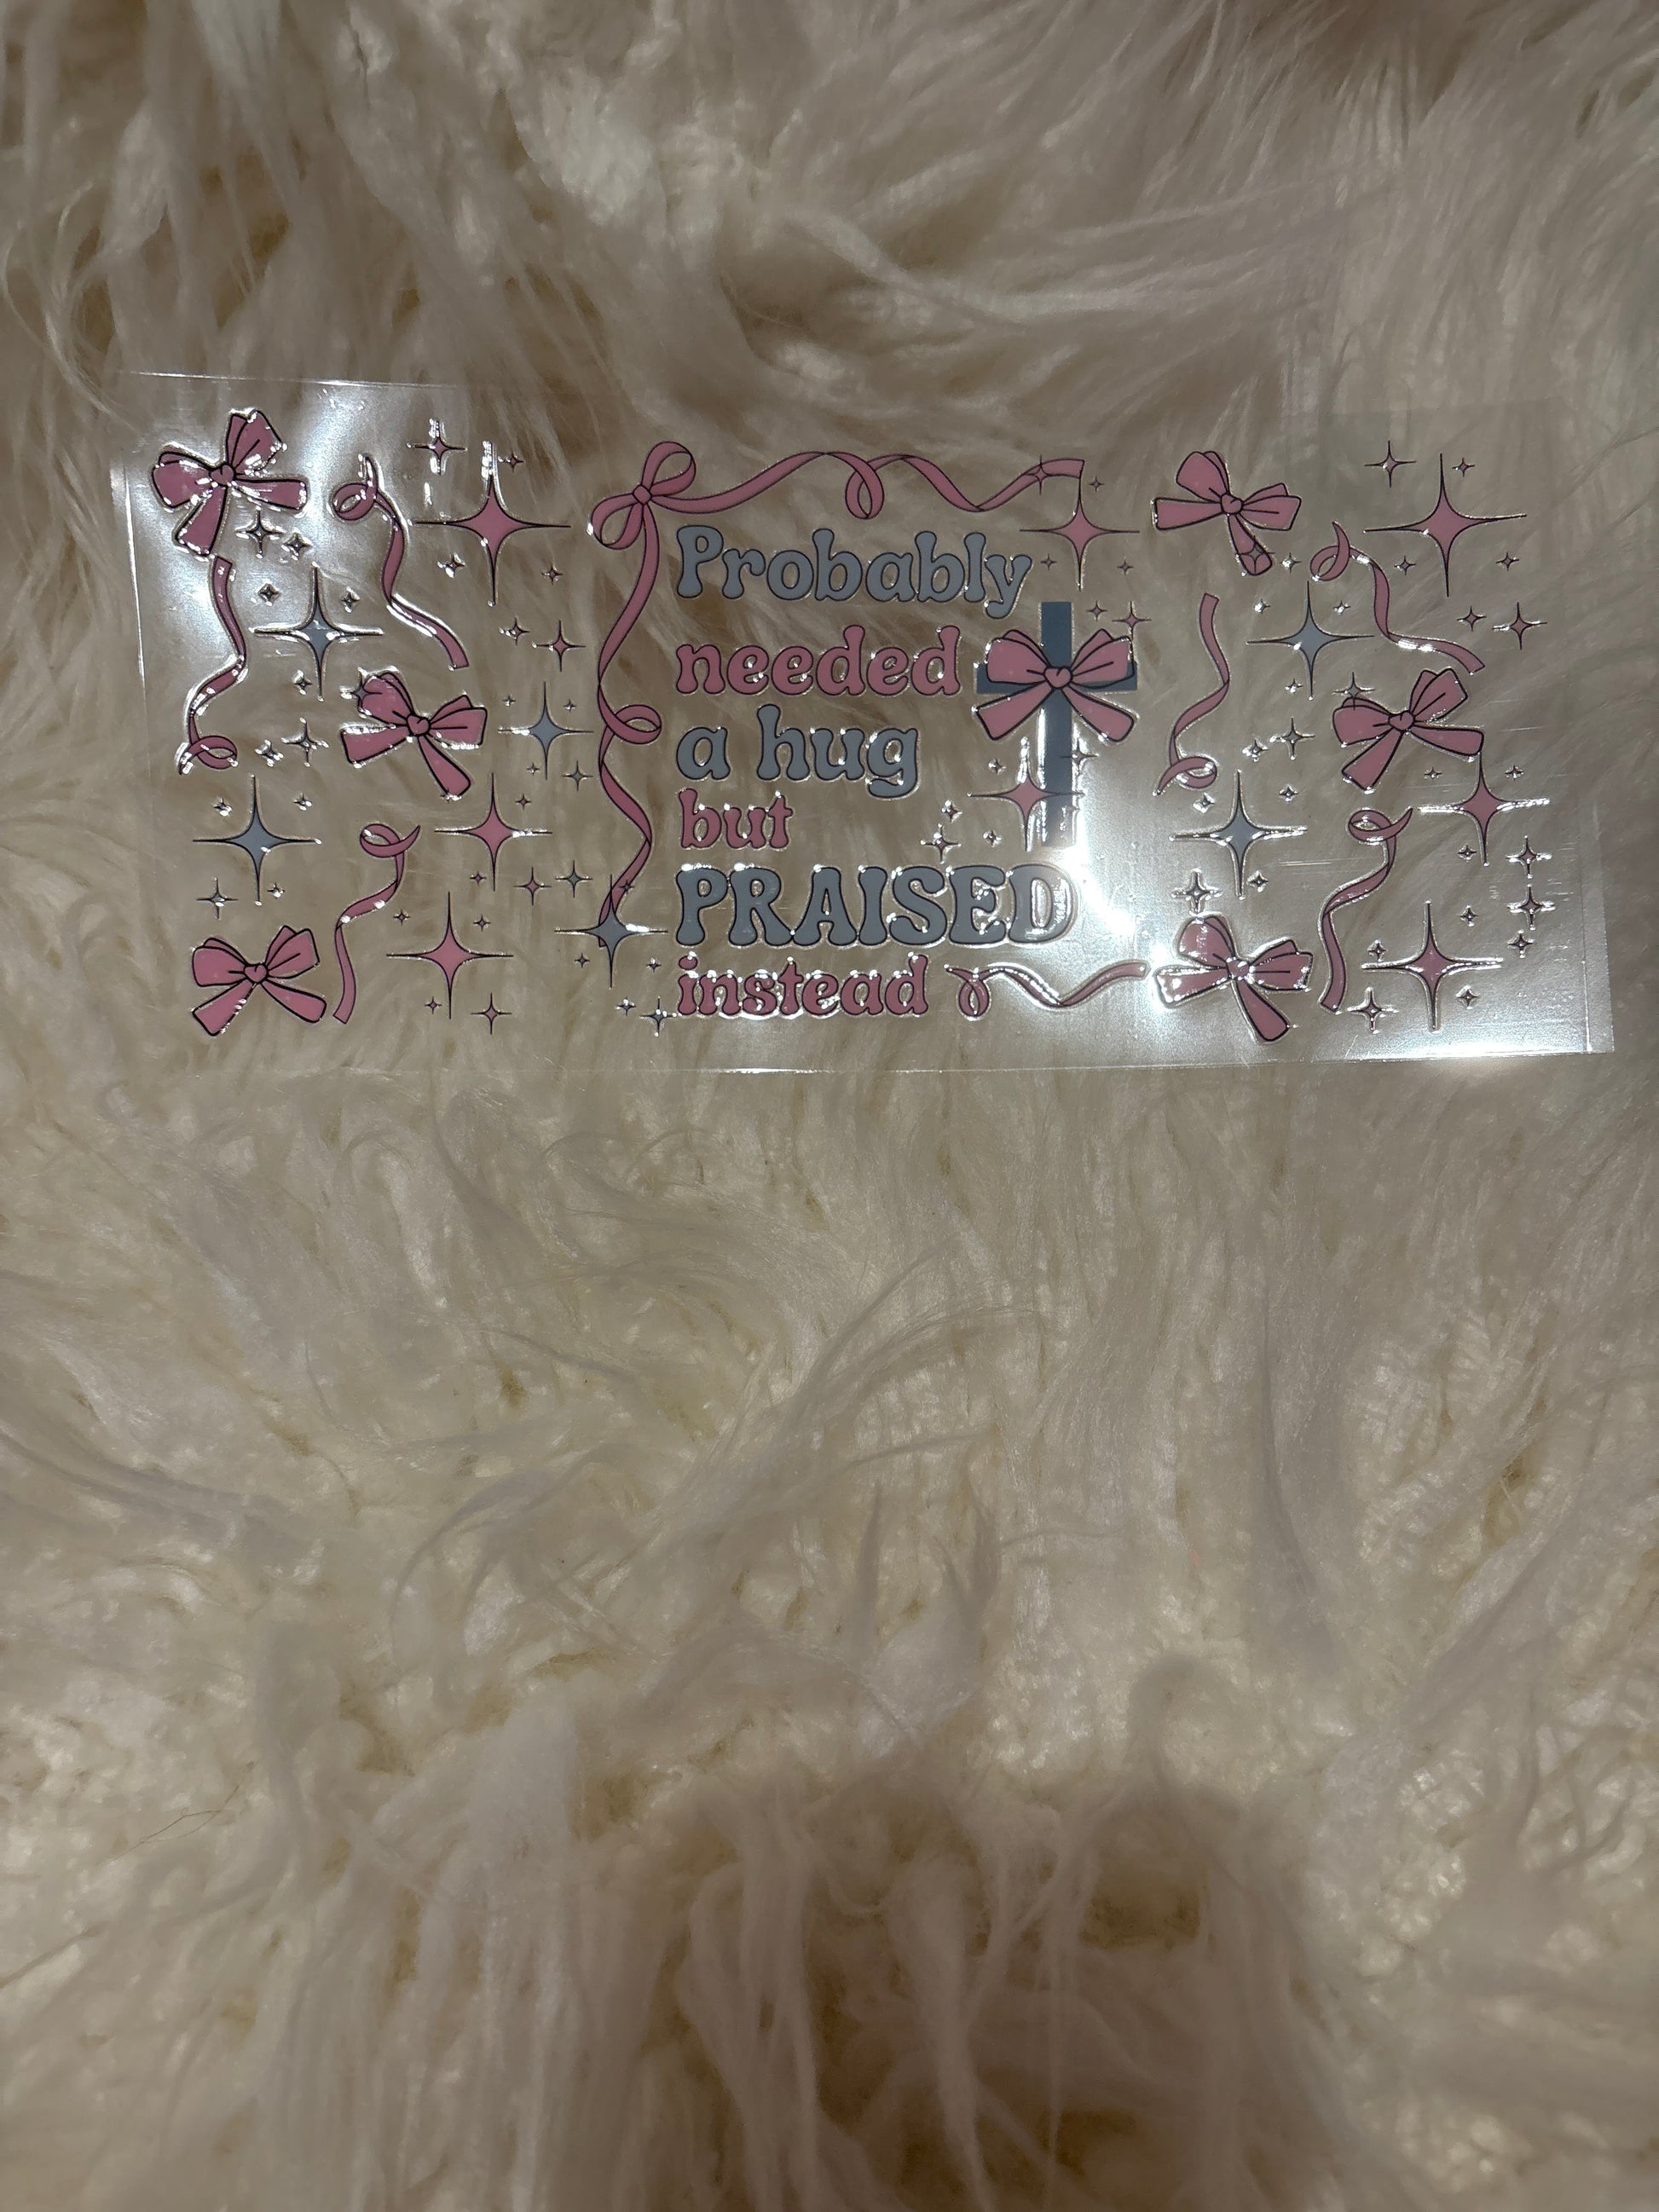 Probably
needed
a hug
but
PRAISED
instead